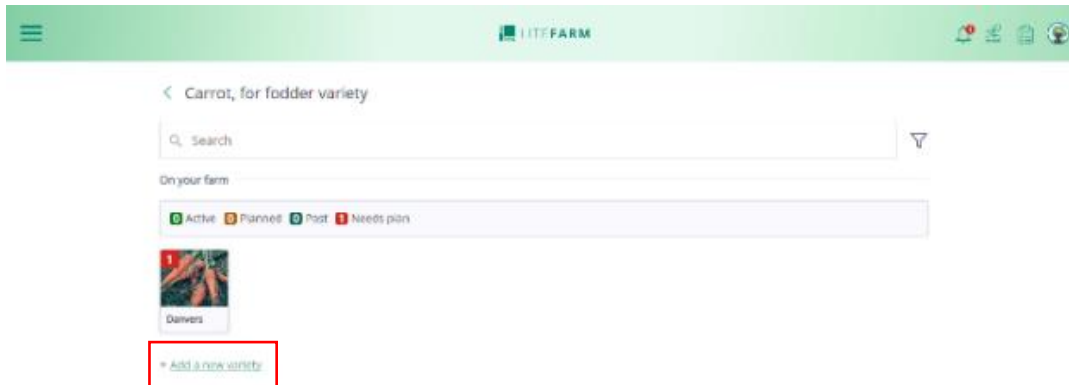 LITEFARM
< Carrot, for fodder variety
Search
On your farm
0 Active 0 Planned 0 Past 1 Needs plan
1
Danvers
+ Add a new variety